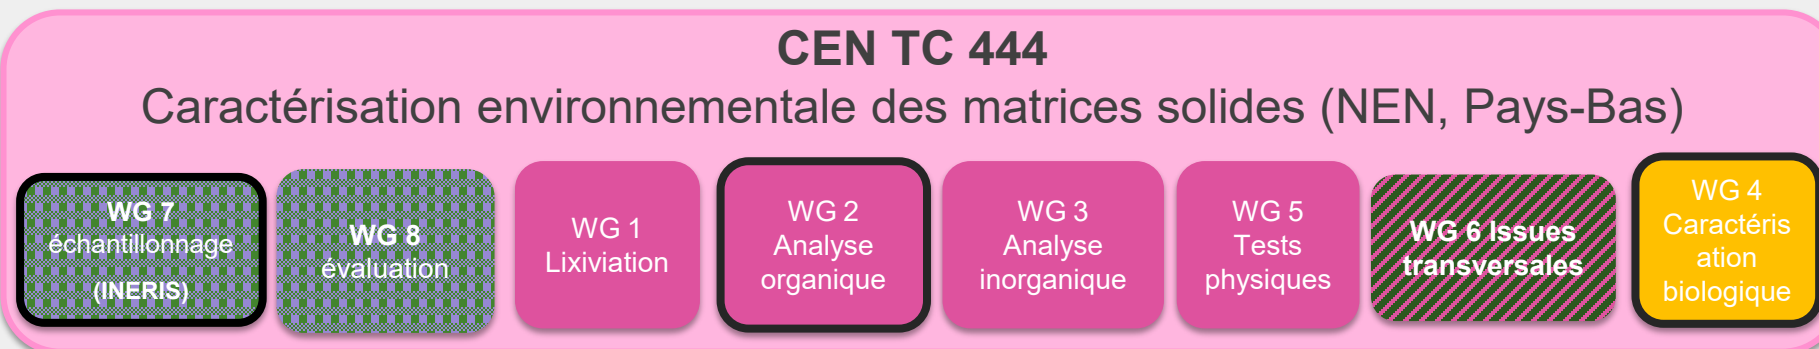 CEN TC 444
Caractérisation environnementale des matrices solides (NEN, Pays-Bas)
WG 7
échantillonnage
(INERIS)
WG 8
évaluation
WG 1
Lixiviation
WG 2
Analyse
organique
WG 3
Analyse
inorganique
WG 5
Tests
physiques
WG 6 Issues
transversales
WG 4
Caractéris
ation
biologique